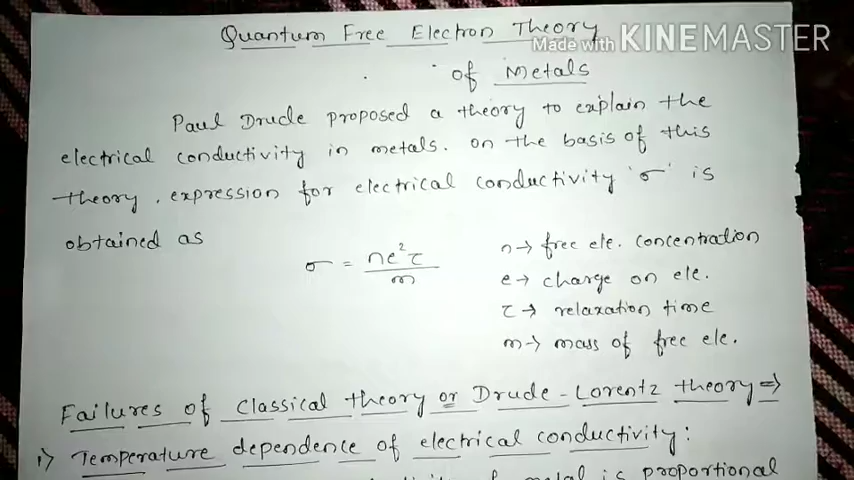 Quantum Free Electron Theory
Made with KINEMASTER
of Metals
Paul Drude proposed a theory to explain the
electrical conductivity in metals. on the basis of this
theory, expression for electrical conductivity 'σ' is
obtained as
σ = ne²τ/m
n → free ele. concentration
e → charge on ele.
τ → relaxation time
m → mass of free ele.
Failures of classical theory or Drude-Lorentz theory ⇒
i) Temperature dependence of electrical conductivity:
metal is proportional